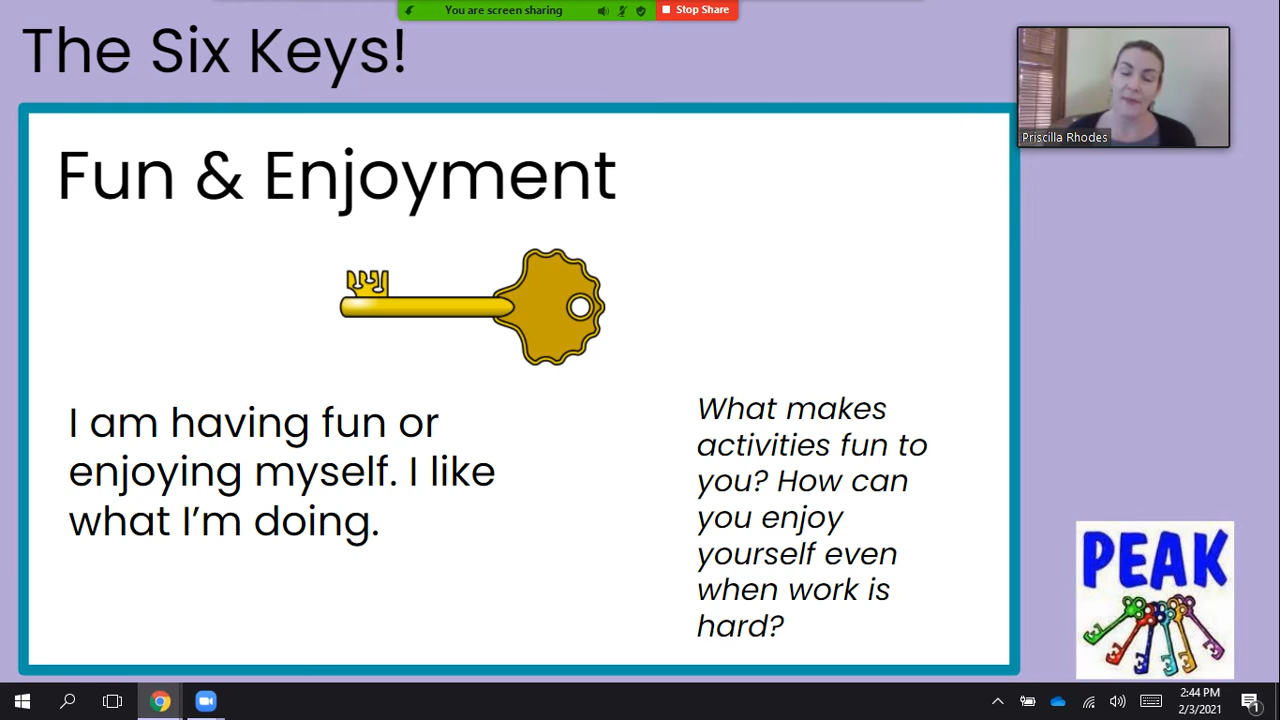 You are screen sharing
Stop Share
The Six Keys!
Priscilla Rhodes
Fun & Enjoyment
I am having fun or
enjoying myself. I like
what I'm doing.
What makes
activities fun to
you? How can
you enjoy
yourself even
when work is
hard?
PEAK
2:44 PM
2/3/2021
1